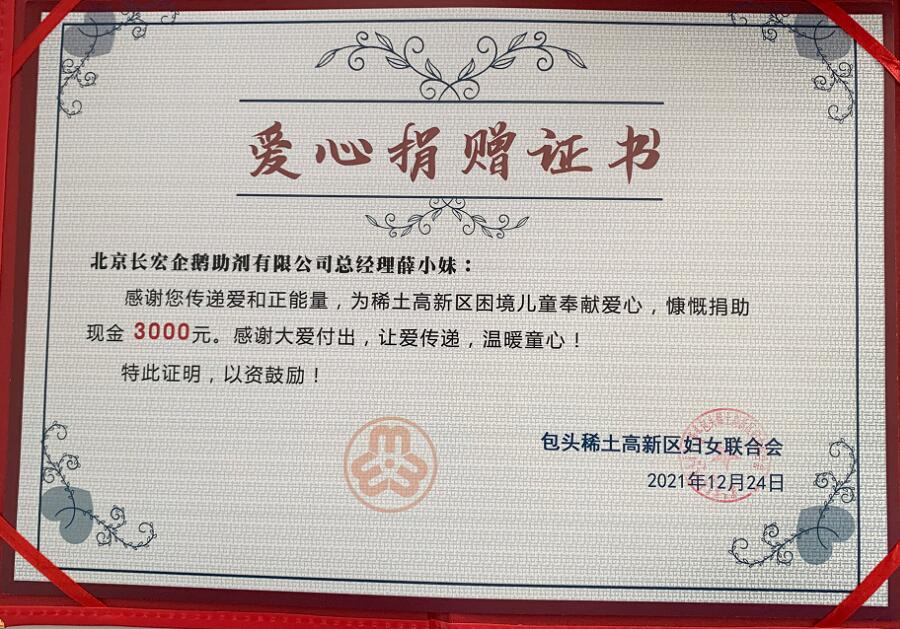 爱心捐赠证书
北京长宏企鹅助剂有限公司总经理薛小妹：
感谢您传递爱和正能量，为稀土高新区困境儿童奉献爱心，慷慨捐助
现金 3000元。感谢大爱付出，让爱传递，温暖童心！
特此证明，以资鼓励！
包头稀土高新区妇女联合会
2021年12月24日